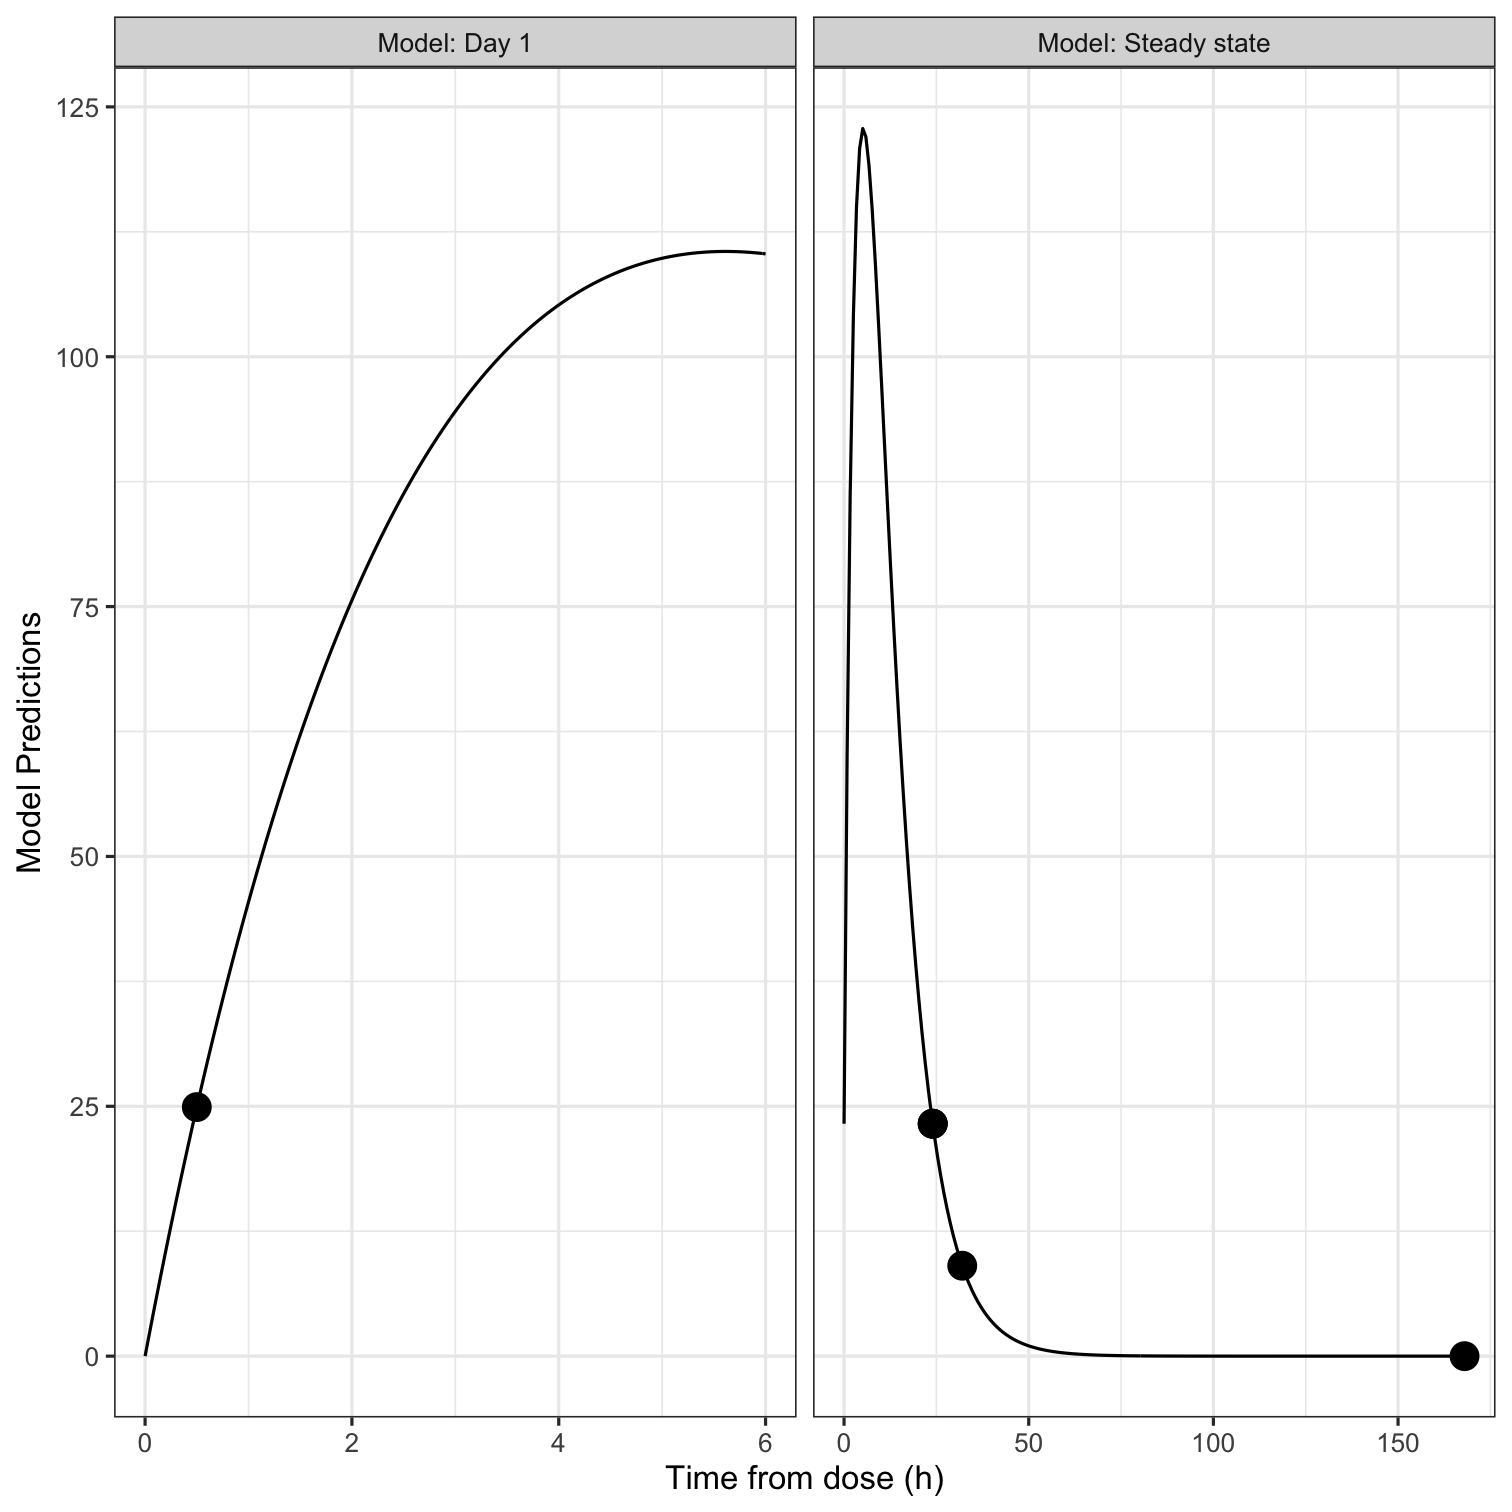 Model: Day 1
Model: Steady state
125
100
75
50
25
0
Model Predictions
0 2 4 6
0 50 100 150
Time from dose (h)